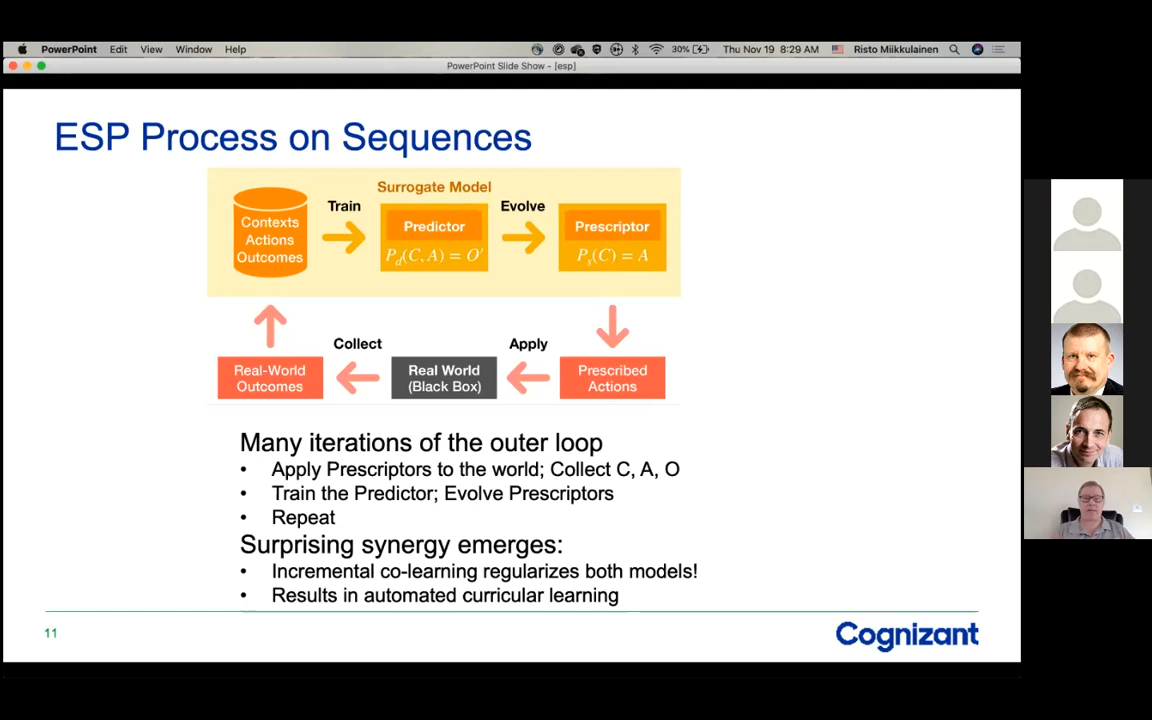 PowerPoint Edit View Window Help 30% Thu Nov 19 8:29 AM Risto Miikkulainen
PowerPoint Slide Show - [esp]
ESP Process on Sequences
Surrogate Model
Train
Evolve
Contexts
Actions
Outcomes
Predictor
P_d(C, A) = O'
Prescriptor
P_s(C) = A
Collect
Apply
Real-World
Outcomes
Real World
(Black Box)
Prescribed
Actions
Many iterations of the outer loop
• Apply Prescriptors to the world; Collect C, A, O
• Train the Predictor; Evolve Prescriptors
• Repeat
Surprising synergy emerges:
• Incremental co-learning regularizes both models!
• Results in automated curricular learning
11
Cognizant